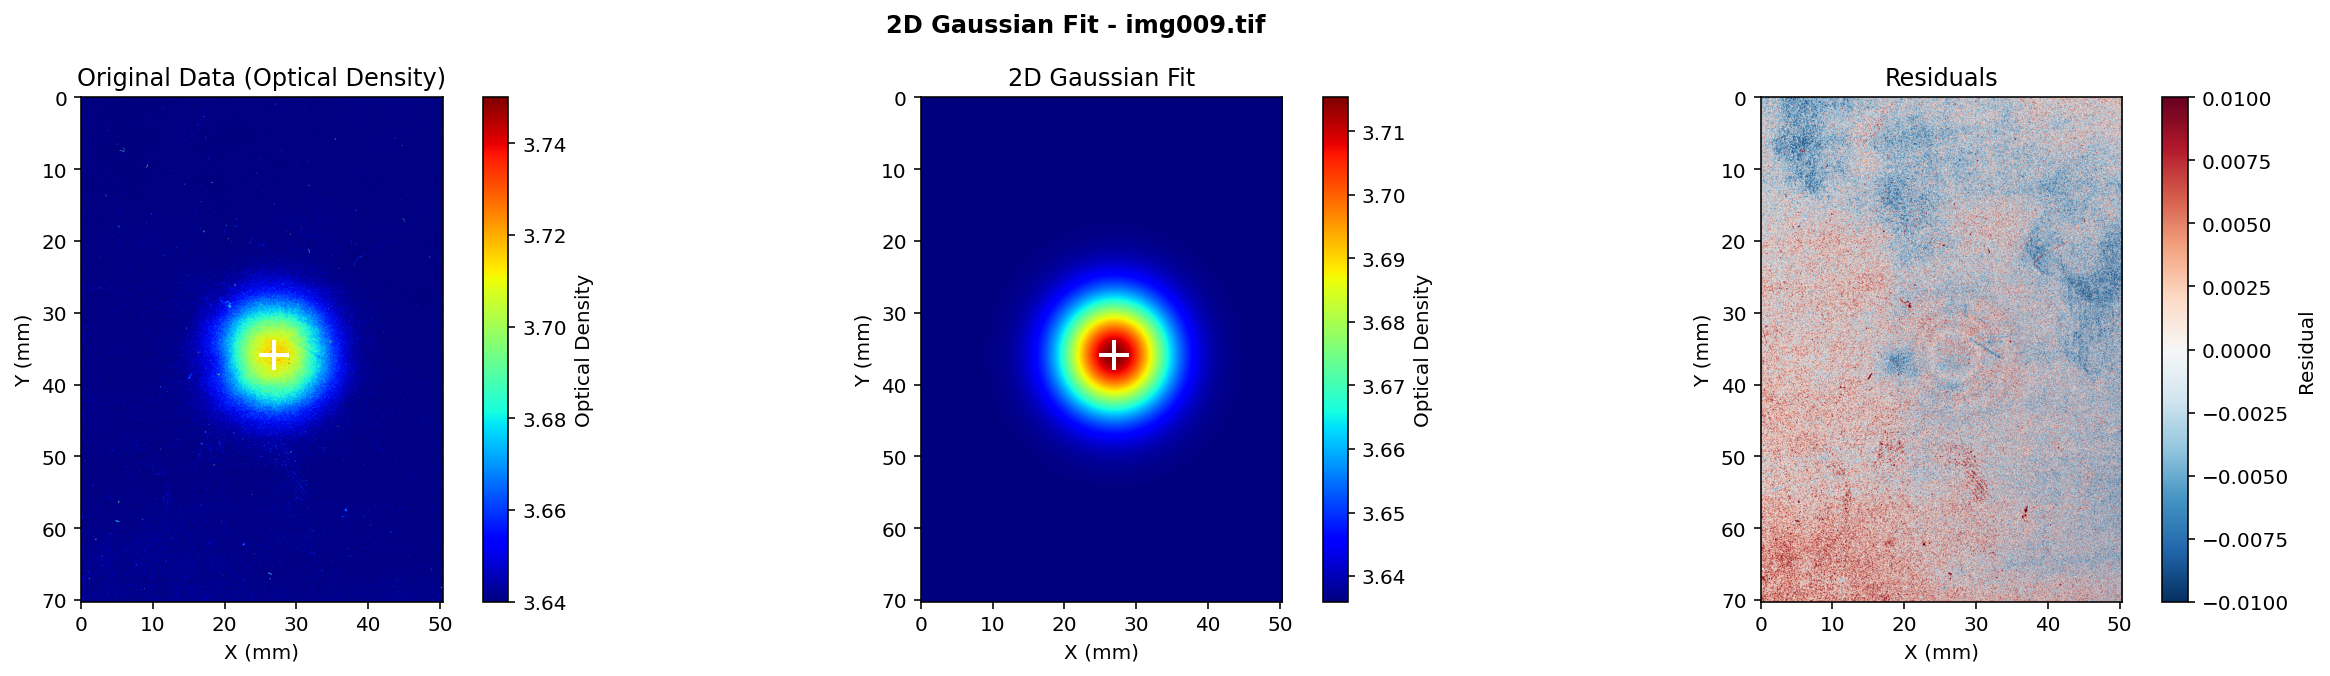 2D Gaussian Fit - img009.tif
Original Data (Optical Density)
0
10
20
30
40
50
60
70
Y (mm)
0 10 20 30 40 50
X (mm)
3.74
3.72
3.70
3.68
3.66
3.64
Optical Density
2D Gaussian Fit
0
10
20
30
40
50
60
70
Y (mm)
0 10 20 30 40 50
X (mm)
3.71
3.70
3.69
3.68
3.67
3.66
3.65
3.64
Optical Density
Residuals
0
10
20
30
40
50
60
70
Y (mm)
0 10 20 30 40 50
X (mm)
0.0100
0.0075
0.0050
0.0025
0.0000
−0.0025
−0.0050
−0.0075
−0.0100
Residual